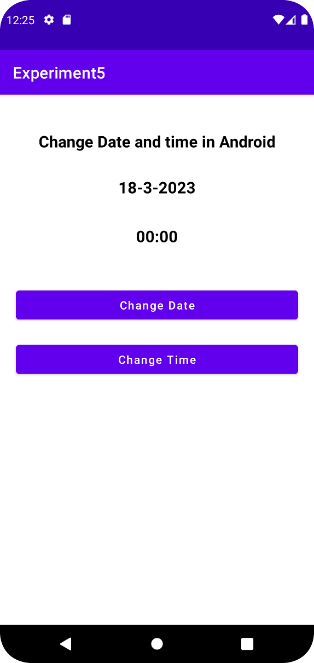 12:25
Experiment5
Change Date and time in Android
18-3-2023
00:00
Change Date
Change Time